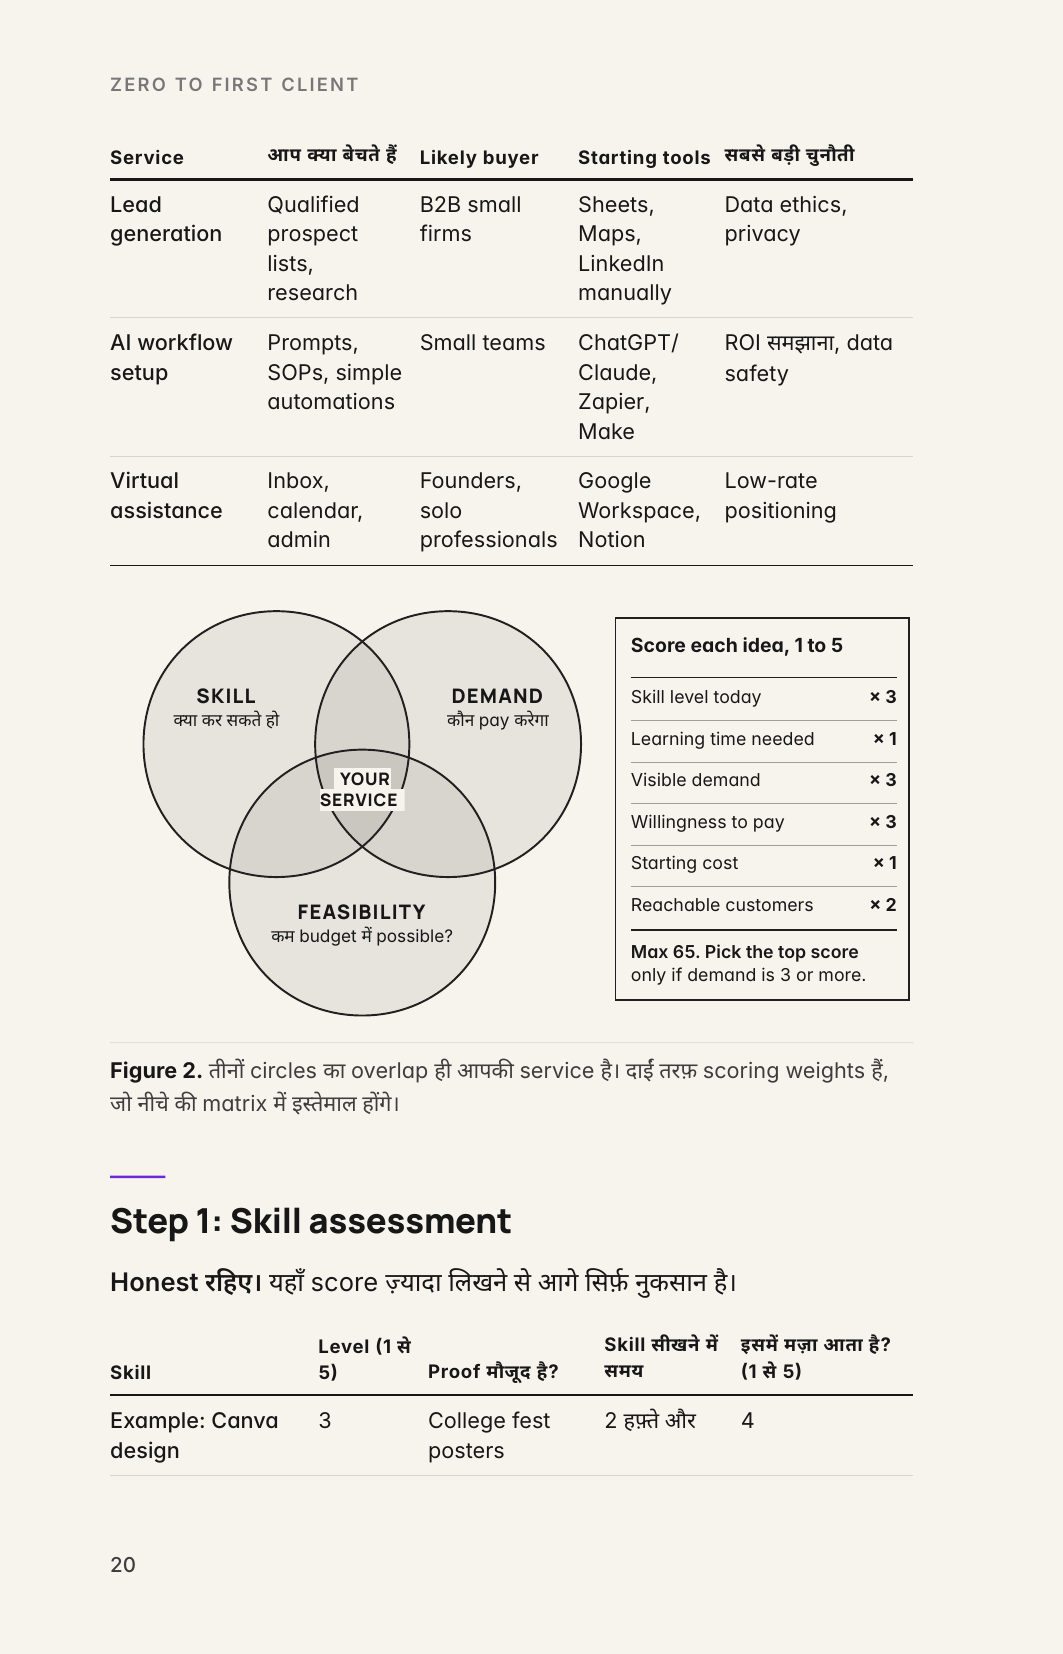 ZERO TO FIRST CLIENT
Service आप क्या बेचते हैं Likely buyer Starting tools सबसे बड़ी चुनौती
Lead Qualified B2B small Sheets, Data ethics,
generation prospect firms Maps, privacy
lists, LinkedIn
research manually
AI workflow Prompts, Small teams ChatGPT/ ROI समझाना, data
setup SOPs, simple Claude, safety
automations Zapier,
Make
Virtual Inbox, Founders, Google Low-rate
assistance calendar, solo Workspace, positioning
admin professionals Notion
SKILL
क्या कर सकते हो
DEMAND
कौन pay करेगा
YOUR
SERVICE
FEASIBILITY
कम budget में possible?
Score each idea, 1 to 5
Skill level today × 3
Learning time needed × 1
Visible demand × 3
Willingness to pay × 3
Starting cost × 1
Reachable customers × 2
Max 65. Pick the top score
only if demand is 3 or more.
Figure 2. तीनों circles का overlap ही आपकी service है। दाईं तरफ़ scoring weights हैं,
जो नीचे की matrix में इस्तेमाल होंगे।
Step 1: Skill assessment
Honest रहिए। यहाँ score ज़्यादा लिखने से आगे सिर्फ़ नुकसान है।
Level (1 से Skill सीखने में इसमें मज़ा आता है?
Skill 5) Proof मौजूद है? समय (1 से 5)
Example: Canva 3 College fest 2 हफ़्ते और 4
design posters
20